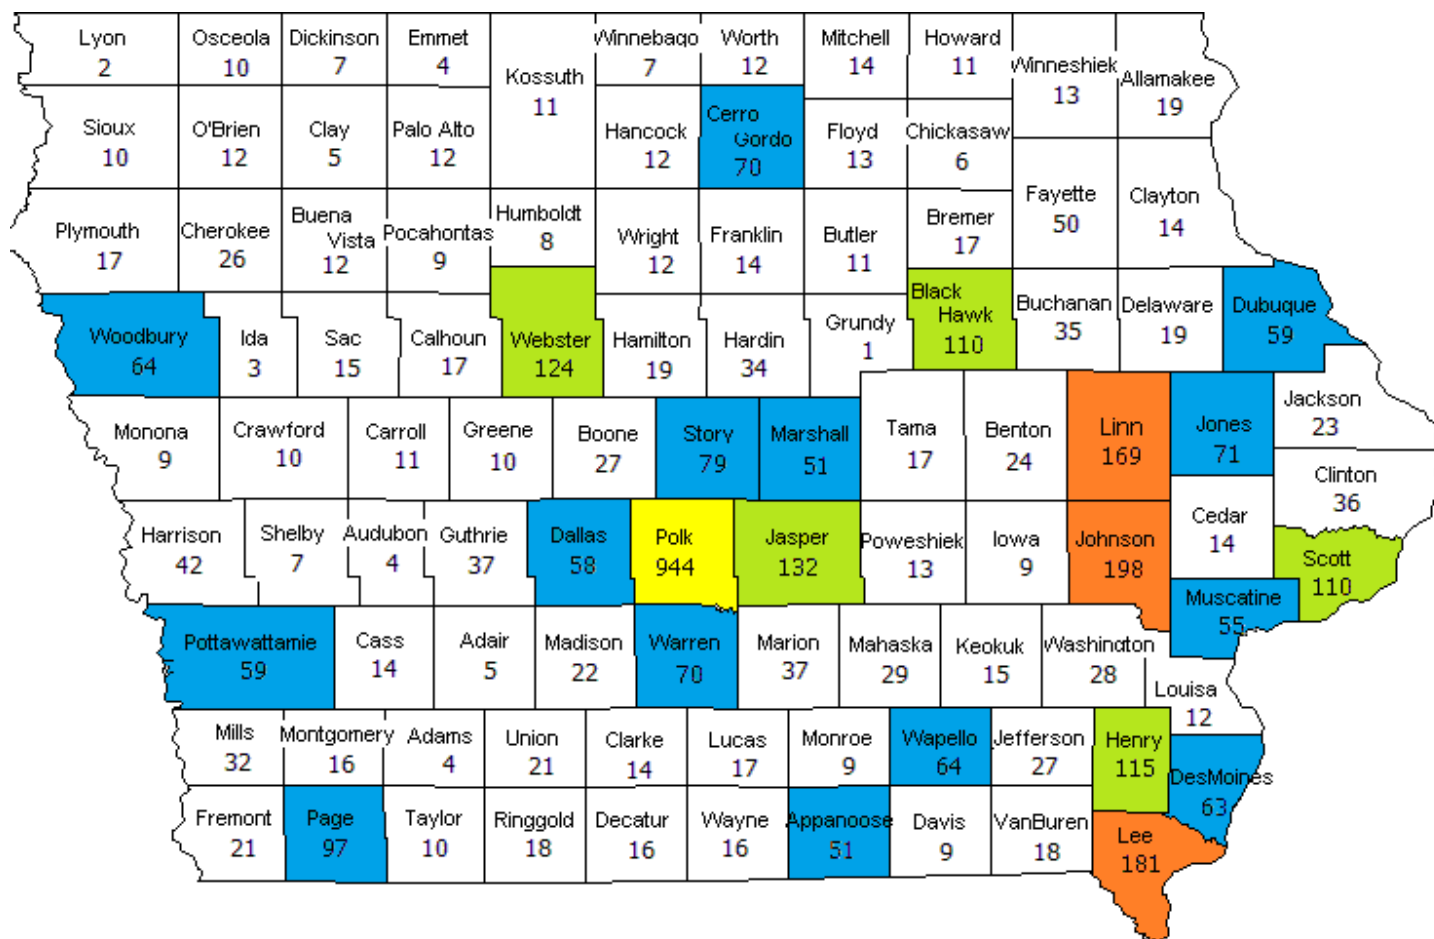 Lyon
2
Osceola
10
Dickinson
7
Emmet
4
Kossuth
11
Winnebago
7
Worth
12
Mitchell
14
Howard
11
Winneshiek
13
Allamakee
19
Sioux
10
O'Brien
12
Clay
5
Palo Alto
12
Hancock
12
Cerro
Gordo
70
Floyd
13
Chickasaw
6
Fayette
50
Clayton
14
Plymouth
17
Cherokee
26
Buena
Vista
12
Pocahontas
9
Humboldt
8
Wright
12
Franklin
14
Butler
11
Bremer
17
Woodbury
64
Ida
3
Sac
15
Calhoun
17
Webster
124
Hamilton
19
Hardin
34
Grundy
1
Black
Hawk
110
Buchanan
35
Delaware
19
Dubuque
59
Monona
9
Crawford
10
Carroll
11
Greene
10
Boone
27
Story
79
Marshall
51
Tama
17
Benton
24
Linn
169
Jones
71
Jackson
23
Clinton
36
Harrison
42
Shelby
7
Audubon
4
Guthrie
37
Dallas
58
Polk
944
Jasper
132
Poweshiek
13
Iowa
9
Johnson
198
Cedar
14
Scott
110
Muscatine
55
Pottawattamie
59
Cass
14
Adair
5
Madison
22
Warren
70
Marion
37
Mahaska
29
Keokuk
15
Washington
28
Louisa
12
Mills
32
Montgomery
16
Adams
4
Union
21
Clarke
14
Lucas
17
Monroe
9
Wapello
64
Jefferson
27
Henry
115
DesMoines
63
Fremont
21
Page
97
Taylor
10
Ringgold
18
Decatur
16
Wayne
16
Appanoose
51
Davis
9
VanBuren
18
Lee
181